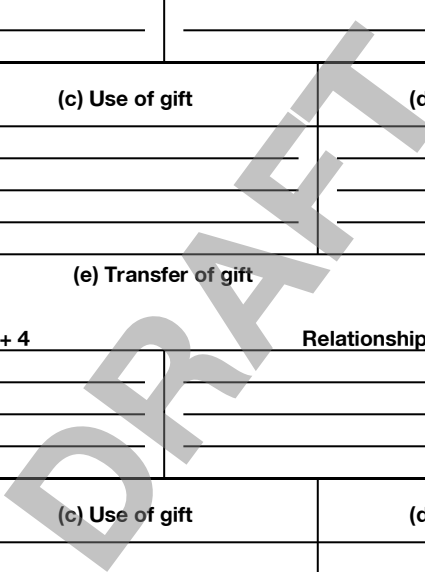 (c) Use of gift (d
(e) Transfer of gift
+ 4 Relationship
(c) Use of gift (d
DRAFT